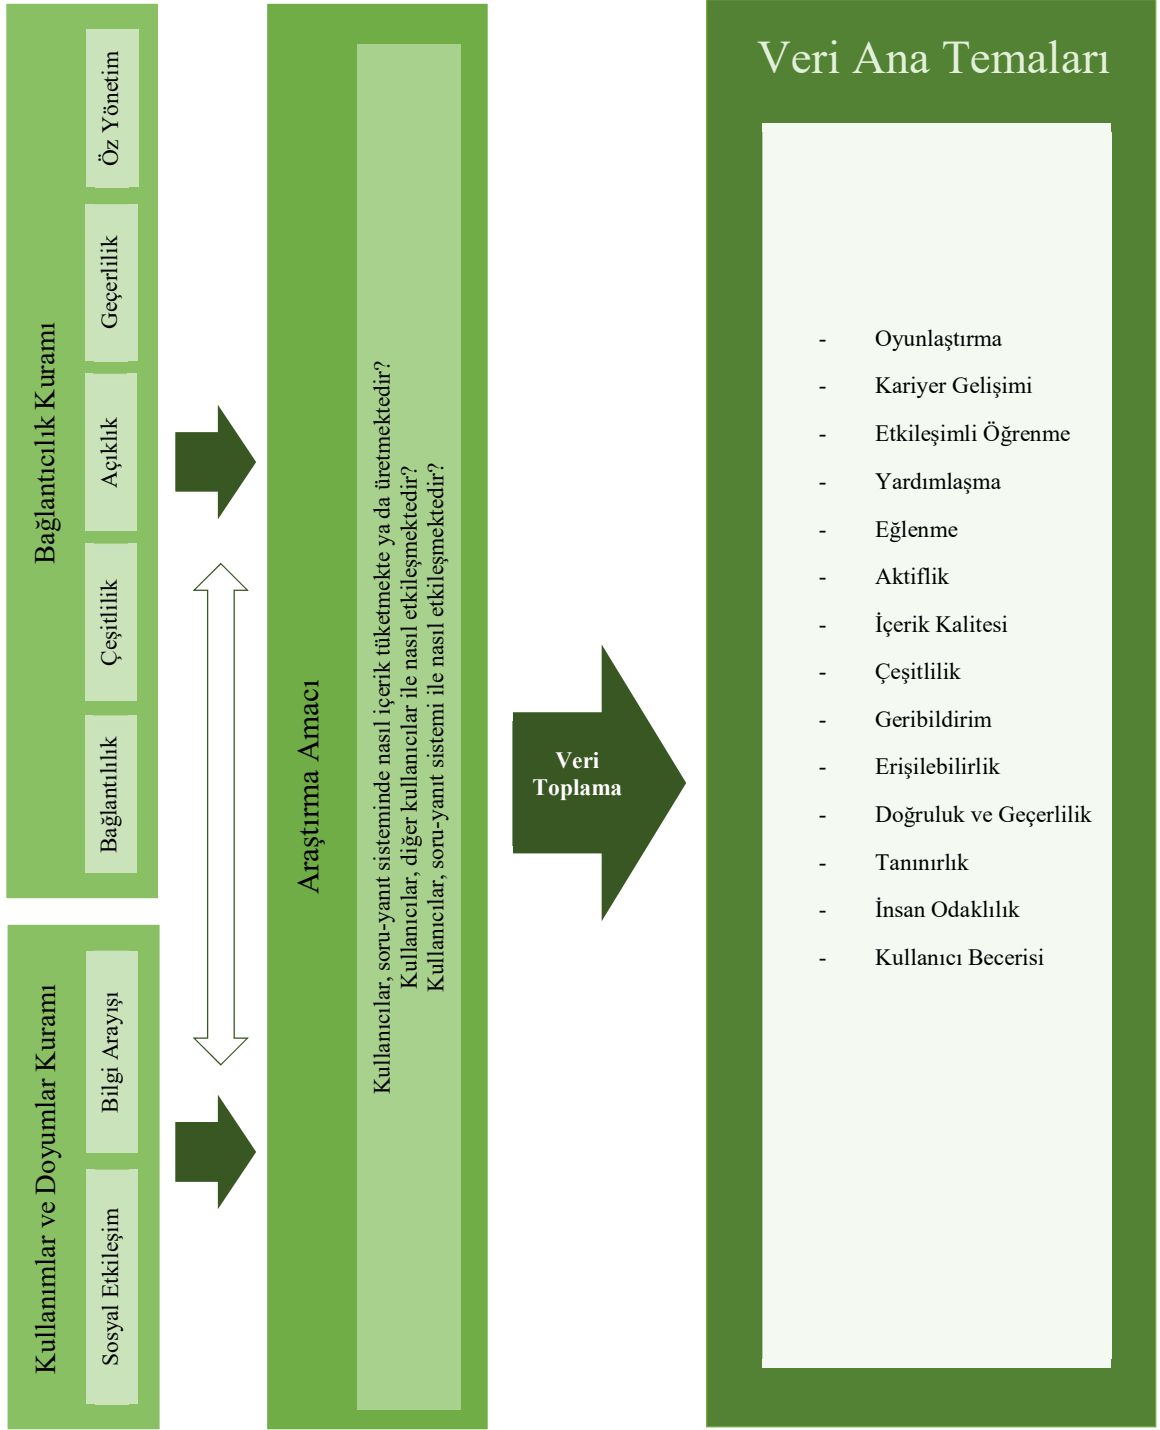 Bağlantıcılık Kuramı
Öz Yönetim
Geçerlilik
Açıklık
Çeşitlilik
Bağlantılılık
Kullanımlar ve Doyumlar Kuramı
Bilgi Arayışı
Sosyal Etkileşim
Araştırma Amacı
Kullanıcılar, soru-yanıt sisteminde nasıl içerik tüketmekte ya da üretmektedir?
Kullanıcılar, diğer kullanıcılar ile nasıl etkileşmektedir?
Kullanıcılar, soru-yanıt sistemi ile nasıl etkileşmektedir?
Veri
Toplama
Veri Ana Temaları
- Oyunlaştırma
- Kariyer Gelişimi
- Etkileşimli Öğrenme
- Yardımlaşma
- Eğlenme
- Aktiflik
- İçerik Kalitesi
- Çeşitlilik
- Geribildirim
- Erişilebilirlik
- Doğruluk ve Geçerlilik
- Tanınırlık
- İnsan Odaklılık
- Kullanıcı Becerisi